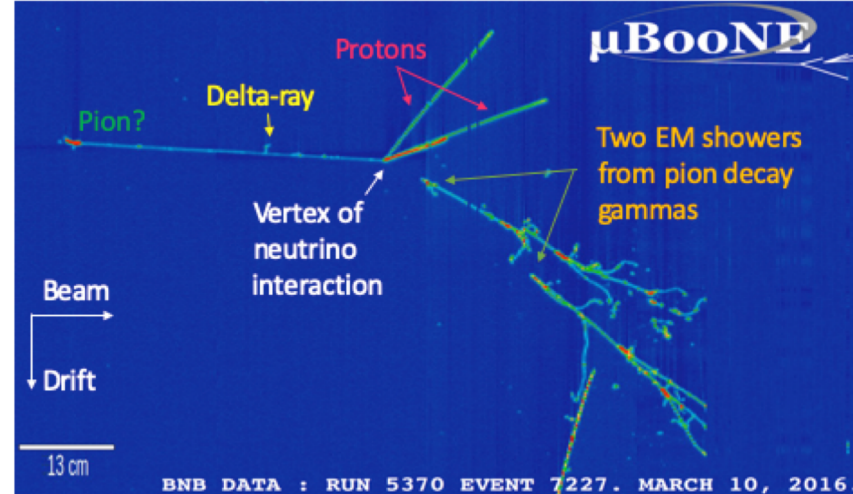 µBooNE
Protons
Delta-ray
Pion?
Two EM showers
from pion decay
gammas
Vertex of
neutrino
interaction
Beam
Drift
13 cm
BNB DATA : RUN 5370 EVENT 7227. MARCH 10, 2016.